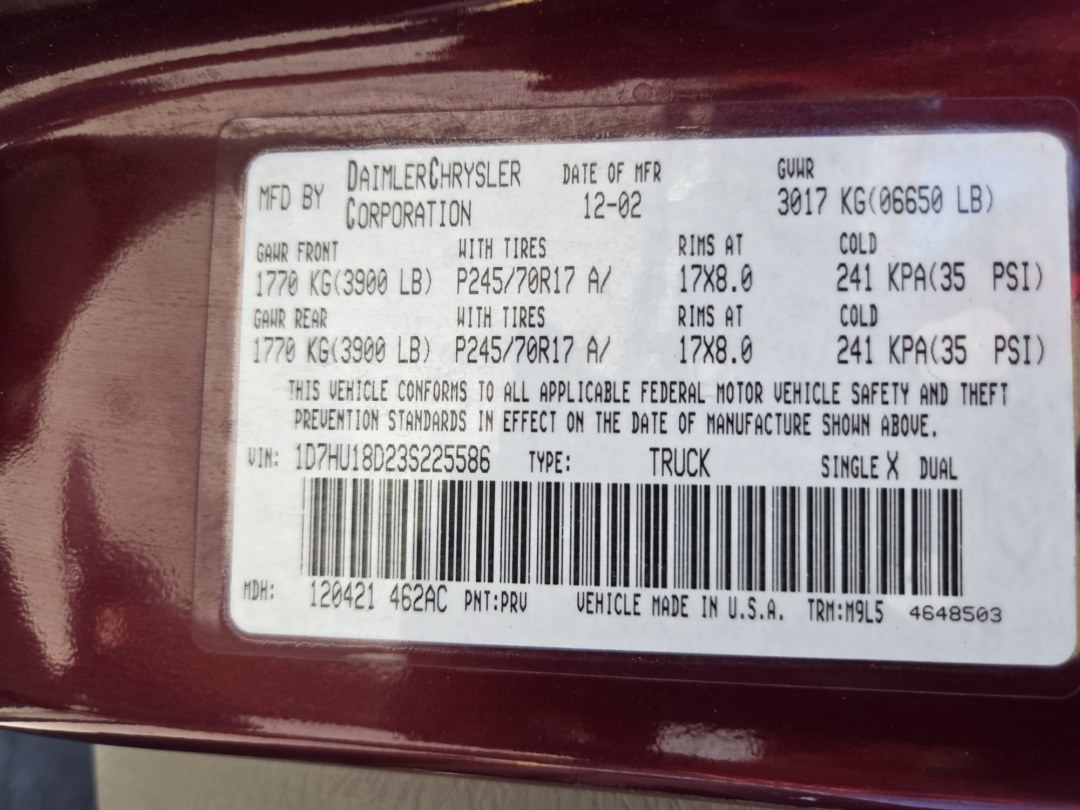 MFD BY DAIMLERCHRYSLER CORPORATION DATE OF MFR 12-02 GVWR 3017 KG(06650 LB)
GAWR FRONT WITH TIRES RIMS AT COLD
1770 KG(3900 LB) P245/70R17 A/ 17X8.0 241 KPA(35 PSI)
GAWR REAR WITH TIRES RIMS AT COLD
1770 KG(3900 LB) P245/70R17 A/ 17X8.0 241 KPA(35 PSI)
THIS VEHICLE CONFORMS TO ALL APPLICABLE FEDERAL MOTOR VEHICLE SAFETY AND THEFT
PREVENTION STANDARDS IN EFFECT ON THE DATE OF MANUFACTURE SHOWN ABOVE.
VIN: 1D7HU18D23S225586 TYPE: TRUCK SINGLE X DUAL
MDH: 120421 462AC PNT:PRV VEHICLE MADE IN U.S.A. TRM:M9L5 4648503